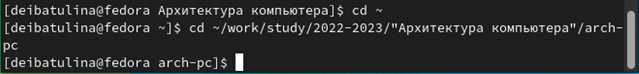 [deibatulina@fedora Архитектура компьютера]$ cd ~
[deibatulina@fedora ~]$ cd ~/work/study/2022-2023/"Архитектура компьютера"/arch-
pc
[deibatulina@fedora arch-pc]$